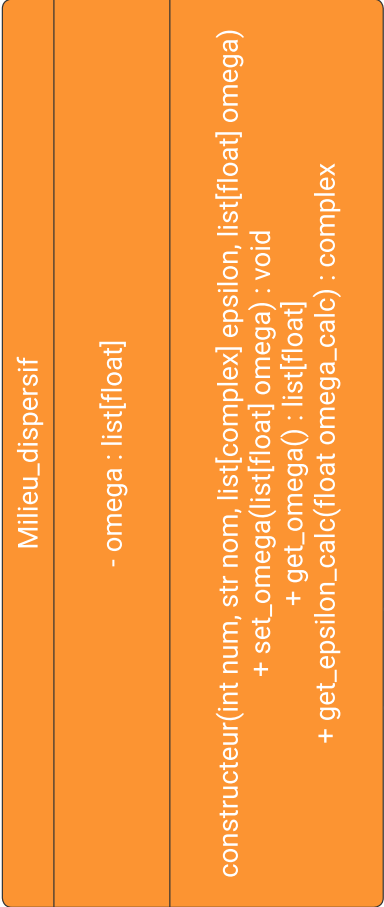 Milieu_dispersif
- omega : list[float]
constructeur(int num, str nom, list[complex] epsilon, list[float] omega)
+ set_omega(list[float] omega) : void
+ get_omega() : list[float]
+ get_epsilon_calc(float omega_calc) : complex